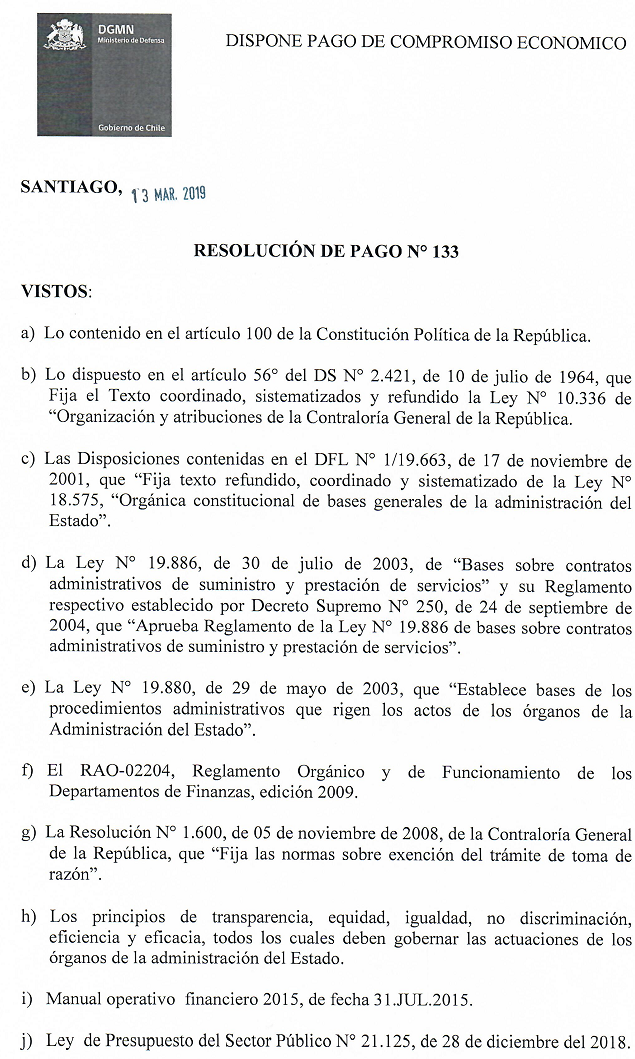 DGMN
Ministerio de Defensa
Gobierno de Chile
DISPONE PAGO DE COMPROMISO ECONOMICO
SANTIAGO, 13 MAR. 2019
RESOLUCIÓN DE PAGO N° 133
VISTOS:
a) Lo contenido en el artículo 100 de la Constitución Política de la República.
b) Lo dispuesto en el artículo 56° del DS N° 2.421, de 10 de julio de 1964, que
Fija el Texto coordinado, sistematizados y refundido la Ley N° 10.336 de
“Organización y atribuciones de la Contraloría General de la República.
c) Las Disposiciones contenidas en el DFL N° 1/19.663, de 17 de noviembre de
2001, que “Fija texto refundido, coordinado y sistematizado de la Ley N°
18.575, “Orgánica constitucional de bases generales de la administración del
Estado”.
d) La Ley N° 19.886, de 30 de julio de 2003, de “Bases sobre contratos
administrativos de suministro y prestación de servicios” y su Reglamento
respectivo establecido por Decreto Supremo N° 250, de 24 de septiembre de
2004, que “Aprueba Reglamento de la Ley N° 19.886 de bases sobre contratos
administrativos de suministro y prestación de servicios”.
e) La Ley N° 19.880, de 29 de mayo de 2003, que “Establece bases de los
procedimientos administrativos que rigen los actos de los órganos de la
Administración del Estado”.
f) El RAO-02204, Reglamento Orgánico y de Funcionamiento de los
Departamentos de Finanzas, edición 2009.
g) La Resolución N° 1.600, de 05 de noviembre de 2008, de la Contraloría General
de la República, que “Fija las normas sobre exención del trámite de toma de
razón”.
h) Los principios de transparencia, equidad, igualdad, no discriminación,
eficiencia y eficacia, todos los cuales deben gobernar las actuaciones de los
órganos de la administración del Estado.
i) Manual operativo financiero 2015, de fecha 31.JUL.2015.
j) Ley de Presupuesto del Sector Público N° 21.125, de 28 de diciembre del 2018.